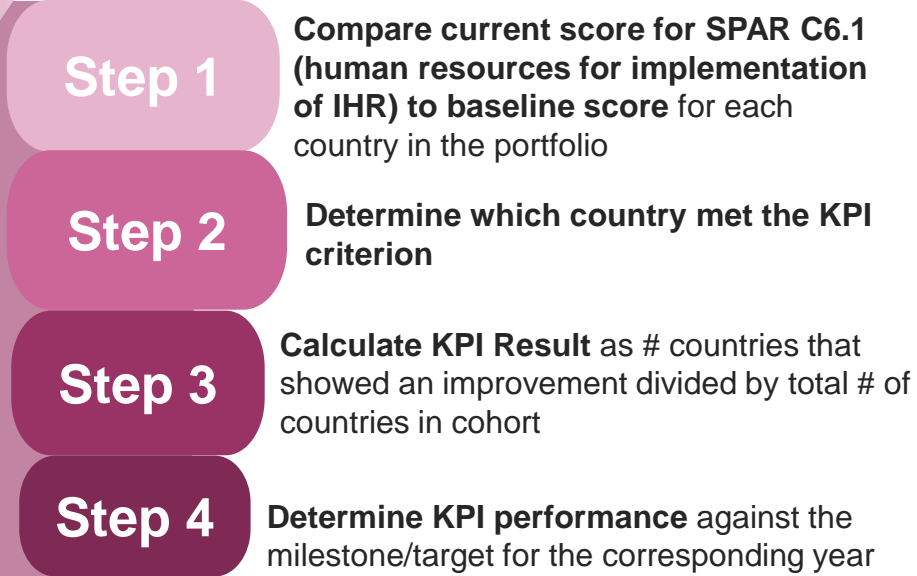 Step 1
Compare current score for SPAR C6.1
(human resources for implementation
of IHR) to baseline score for each
country in the portfolio
Step 2
Determine which country met the KPI
criterion
Step 3
Calculate KPI Result as # countries that
showed an improvement divided by total # of
countries in cohort
Step 4
Determine KPI performance against the
milestone/target for the corresponding year